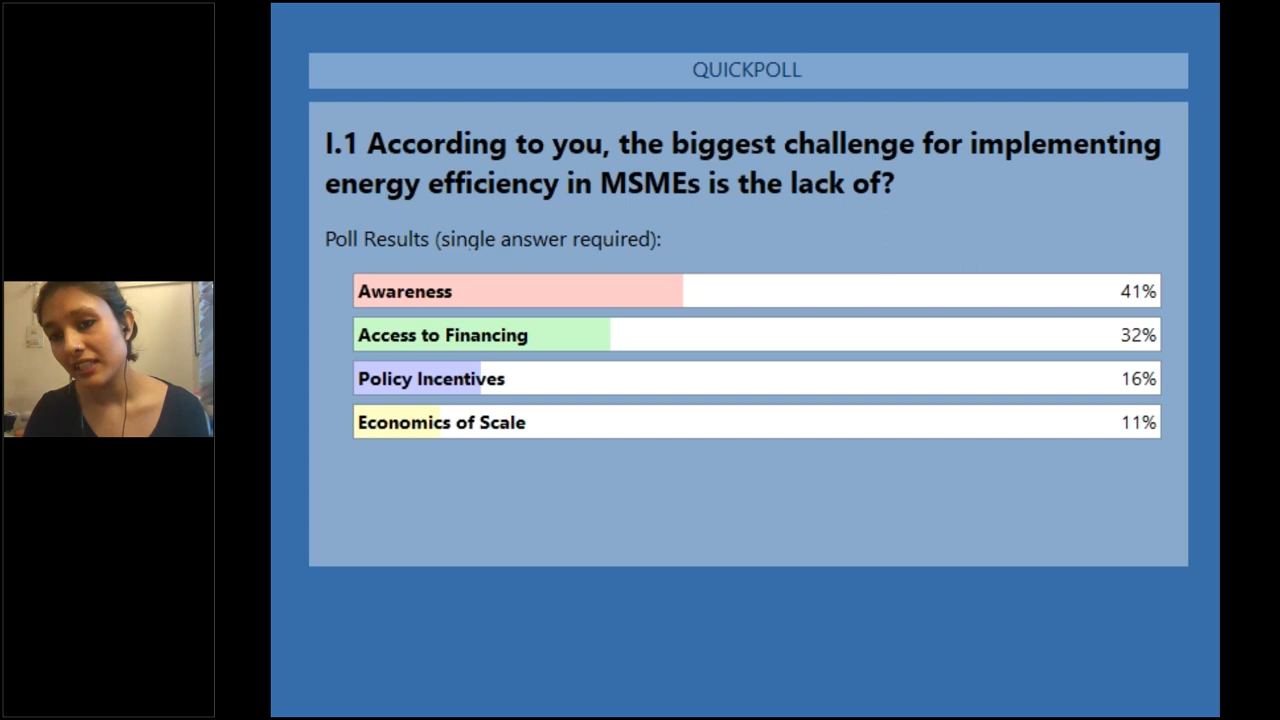 QUICKPOLL
I.1 According to you, the biggest challenge for implementing
energy efficiency in MSMEs is the lack of?
Poll Results (single answer required):
Awareness 41%
Access to Financing 32%
Policy Incentives 16%
Economics of Scale 11%